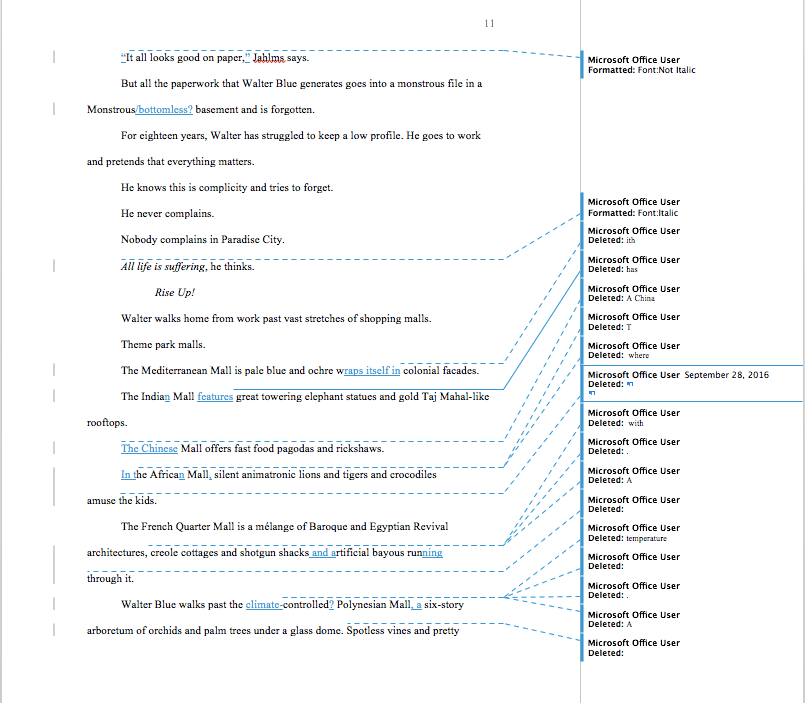 11
“It all looks good on paper,” Jahlms says.
But all the paperwork that Walter Blue generates goes into a monstrous file in a
Monstrous/bottomless? basement and is forgotten.
For eighteen years, Walter has struggled to keep a low profile. He goes to work
and pretends that everything matters.
He knows this is complicity and tries to forget.
He never complains.
Nobody complains in Paradise City.
All life is suffering, he thinks.
Rise Up!
Walter walks home from work past vast stretches of shopping malls.
Theme park malls.
The Mediterranean Mall is pale blue and ochre wraps itself in colonial facades.
The Indian Mall features great towering elephant statues and gold Taj Mahal-like
rooftops.
The Chinese Mall offers fast food pagodas and rickshaws.
In the African Mall, silent animatronic lions and tigers and crocodiles
amuse the kids.
The French Quarter Mall is a mélange of Baroque and Egyptian Revival
architectures, creole cottages and shotgun shacks and artificial bayous running
through it.
Walter Blue walks past the climate-controlled? Polynesian Mall, a six-story
arboretum of orchids and palm trees under a glass dome. Spotless vines and pretty
Microsoft Office User
Formatted: Font:Not Italic
Microsoft Office User
Formatted: Font:Italic
Microsoft Office User
Deleted: ith
Microsoft Office User
Deleted: has
Microsoft Office User
Deleted: A China
Microsoft Office User
Deleted: T
Microsoft Office User
Deleted: where
Microsoft Office User September 28, 2016
Deleted: ¶
¶
Microsoft Office User
Deleted: with
Microsoft Office User
Deleted: .
Microsoft Office User
Deleted: A
Microsoft Office User
Deleted:
Microsoft Office User
Deleted: temperature
Microsoft Office User
Deleted:
Microsoft Office User
Deleted: .
Microsoft Office User
Deleted: A
Microsoft Office User
Deleted: